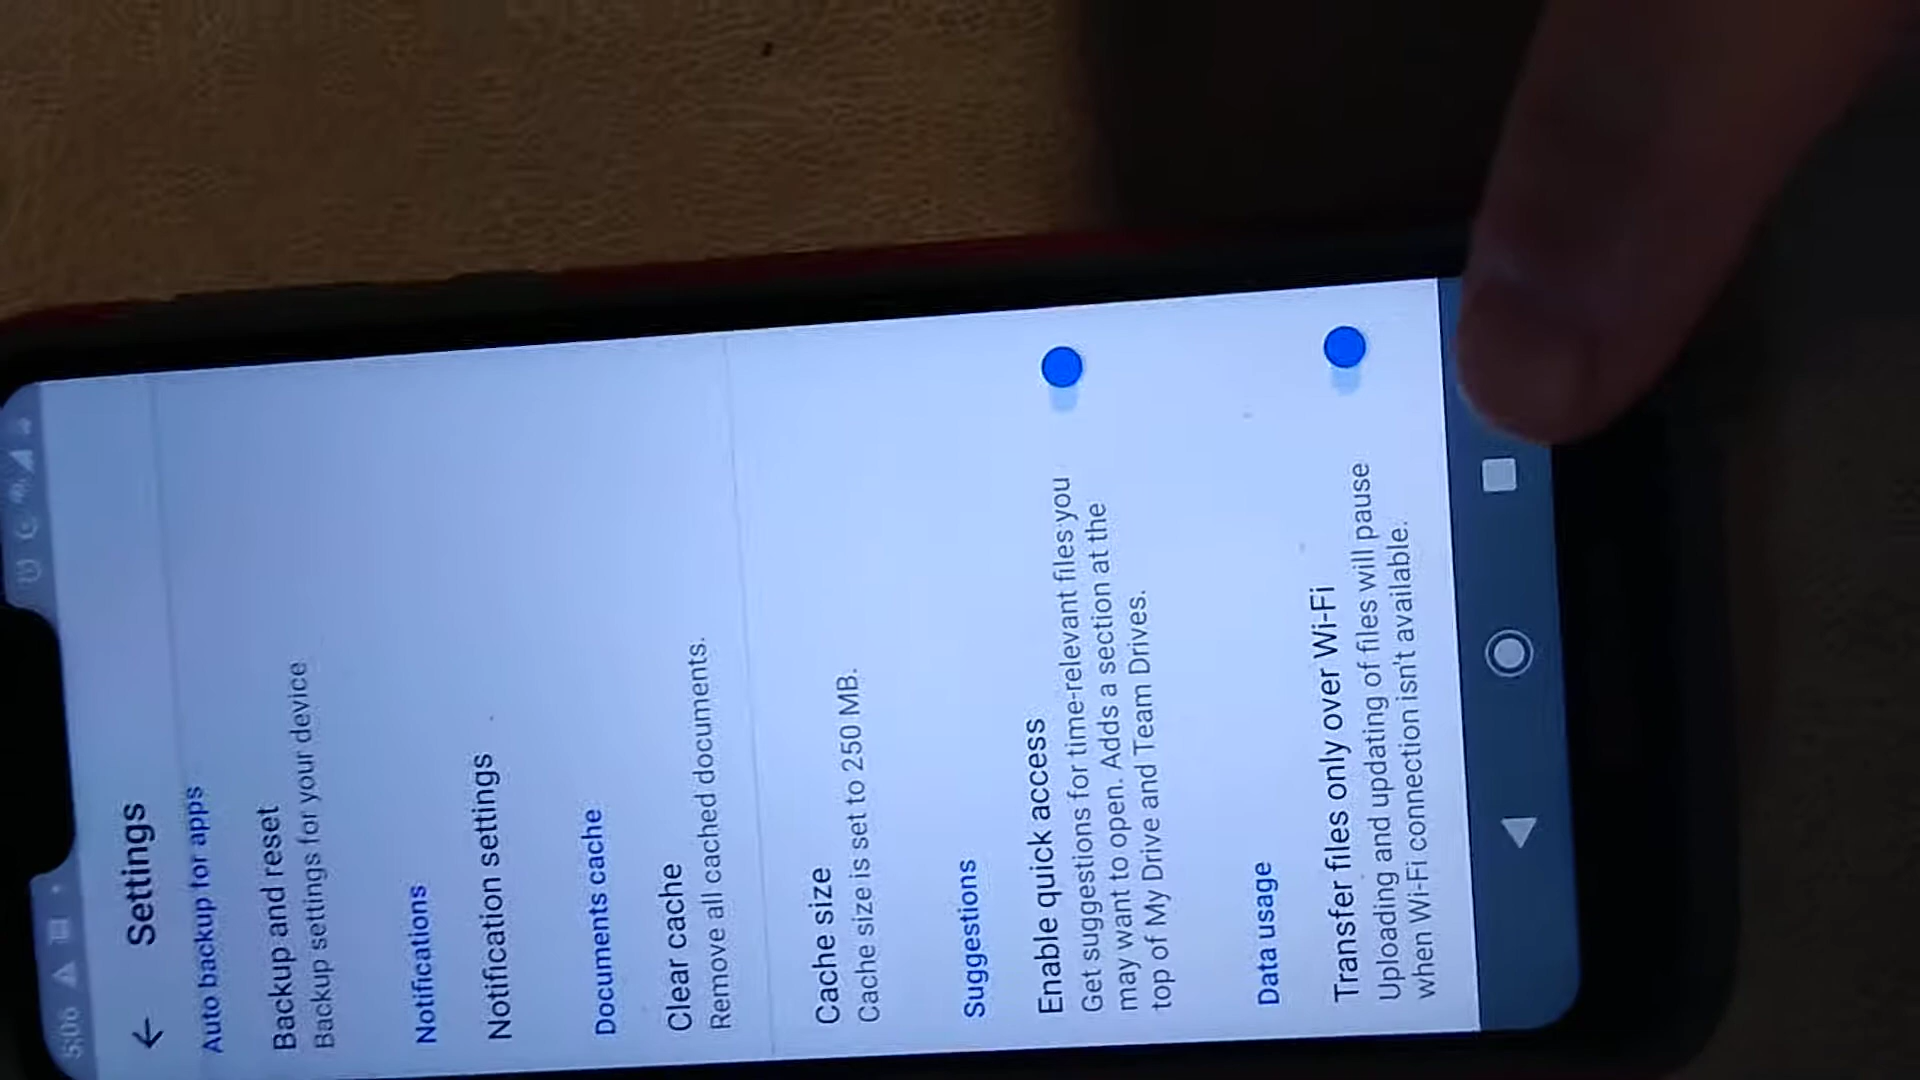 5:06
Settings
Auto backup for apps
Backup and reset
Backup settings for your device
Notifications
Notification settings
Documents cache
Clear cache
Remove all cached documents.
Cache size
Cache size is set to 250 MB.
Suggestions
Enable quick access
Get suggestions for time-relevant files you
may want to open. Adds a section at the
top of My Drive and Team Drives.
Data usage
Transfer files only over Wi-Fi
Uploading and updating of files will pause
when Wi-Fi connection isn't available.